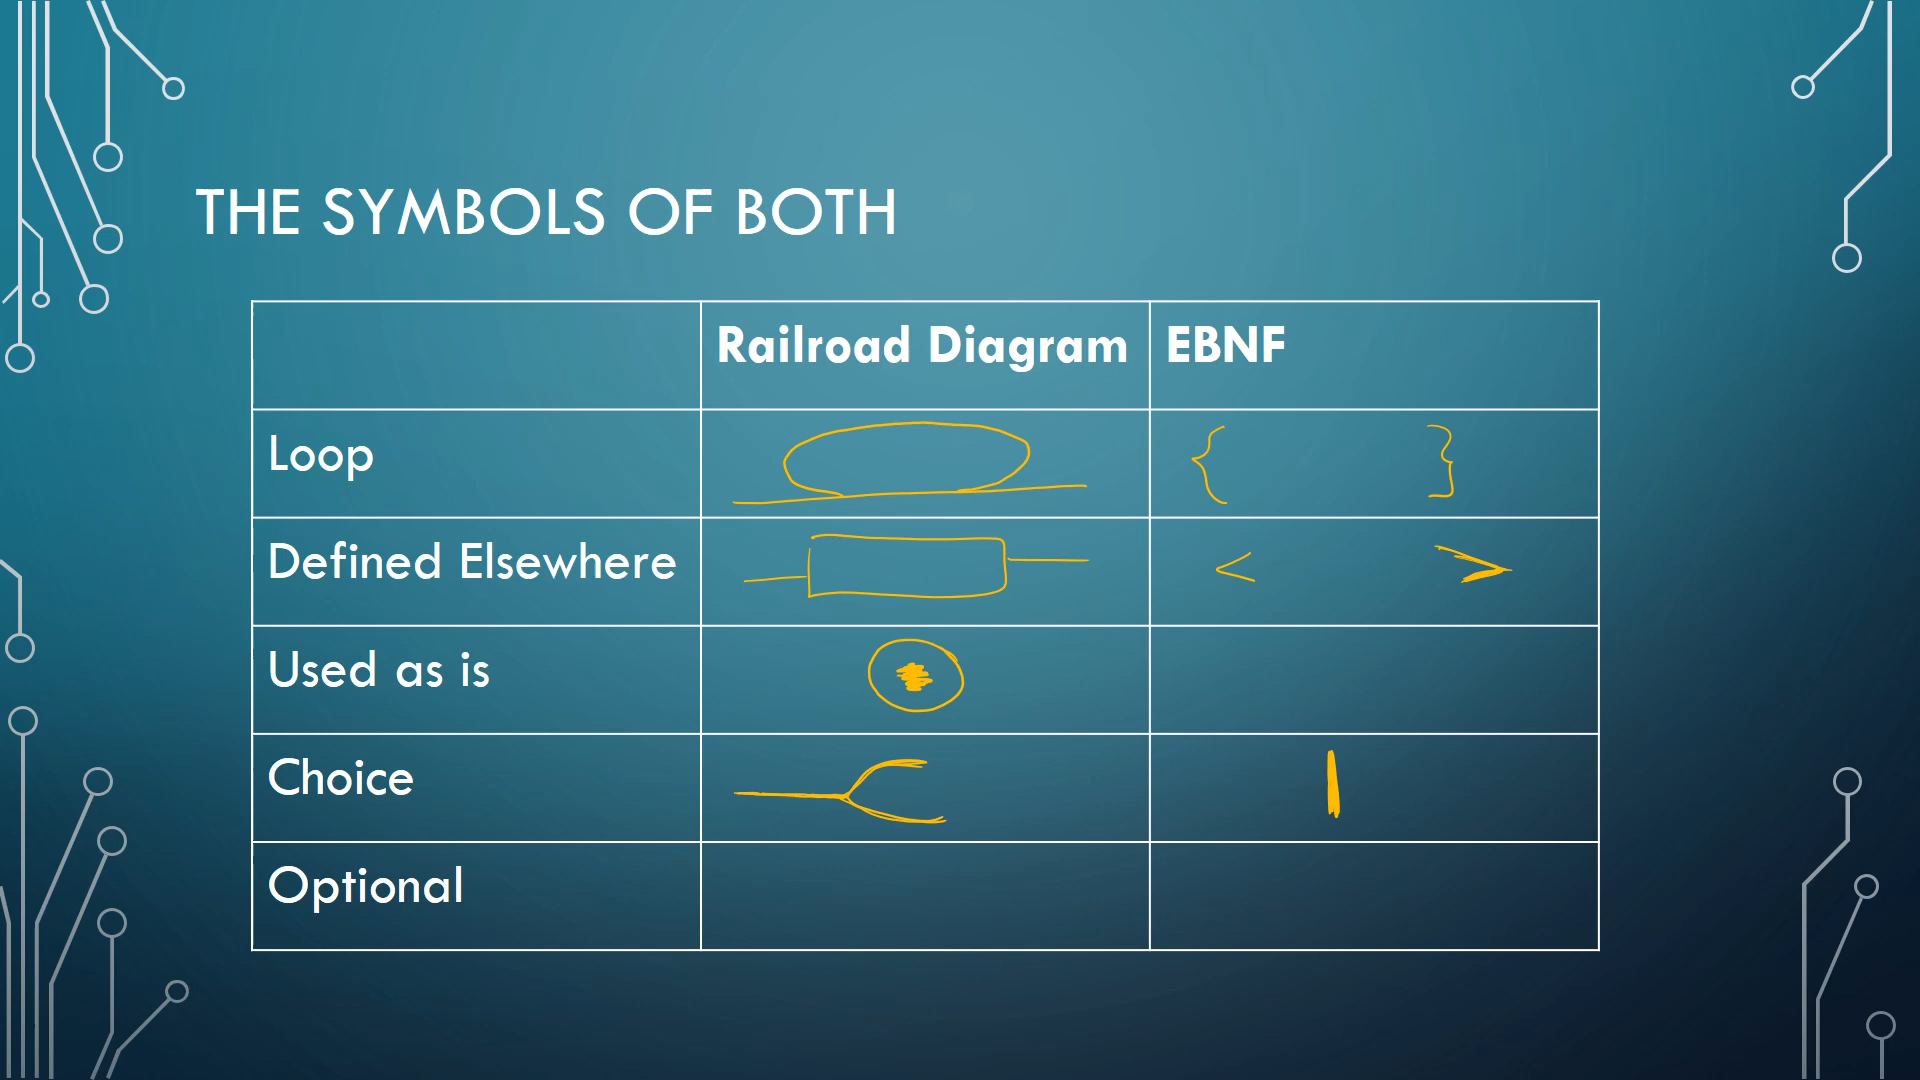 THE SYMBOLS OF BOTH
Railroad Diagram EBNF
Loop { }
Defined Elsewhere < >
Used as is
Choice |
Optional